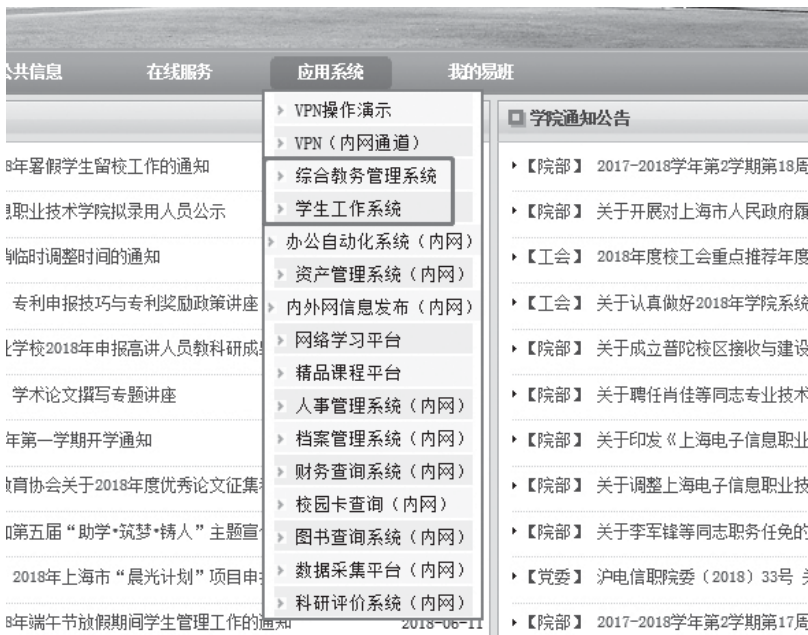 公共信息 在线服务 应用系统 我的易班
VPN操作演示
VPN（内网通道）
综合教务管理系统
学生工作系统
办公自动化系统（内网）
资产管理系统（内网）
内外网信息发布（内网）
网络学习平台
精品课程平台
人事管理系统（内网）
档案管理系统（内网）
财务查询系统（内网）
校园卡查询（内网）
图书查询系统（内网）
数据采集平台（内网）
科研评价系统（内网）
8年暑假学生留校工作的通知
职业技术学院拟录用人员公示
临时调整时间的通知
专利申报技巧与专利奖励政策讲座
学校2018年申报高讲人员教科研成
学术论文撰写专题讲座
年第一学期开学通知
教育协会关于2018年度优秀论文征集
第五届“助学•筑梦•铸人”主题宣
2018年上海市“晨光计划”项目申
8年端午节放假期间学生管理工作的通知 2018-06-11
学院通知公告
【院部】 2017-2018学年第2学期第18周
【院部】 关于开展对上海市人民政府履
【工会】 2018年度校工会重点推荐年度
【工会】 关于认真做好2018年学院系统
【院部】 关于成立普陀校区接收与建设
【院部】 关于聘任肖佳等同志专业技术
【院部】 关于印发《上海电子信息职业
【院部】 关于调整上海电子信息职业技
【院部】 关于李军锋等同志职务任免的
【党委】 沪电信职院委（2018）33号
【院部】 2017-2018学年第2学期第17周